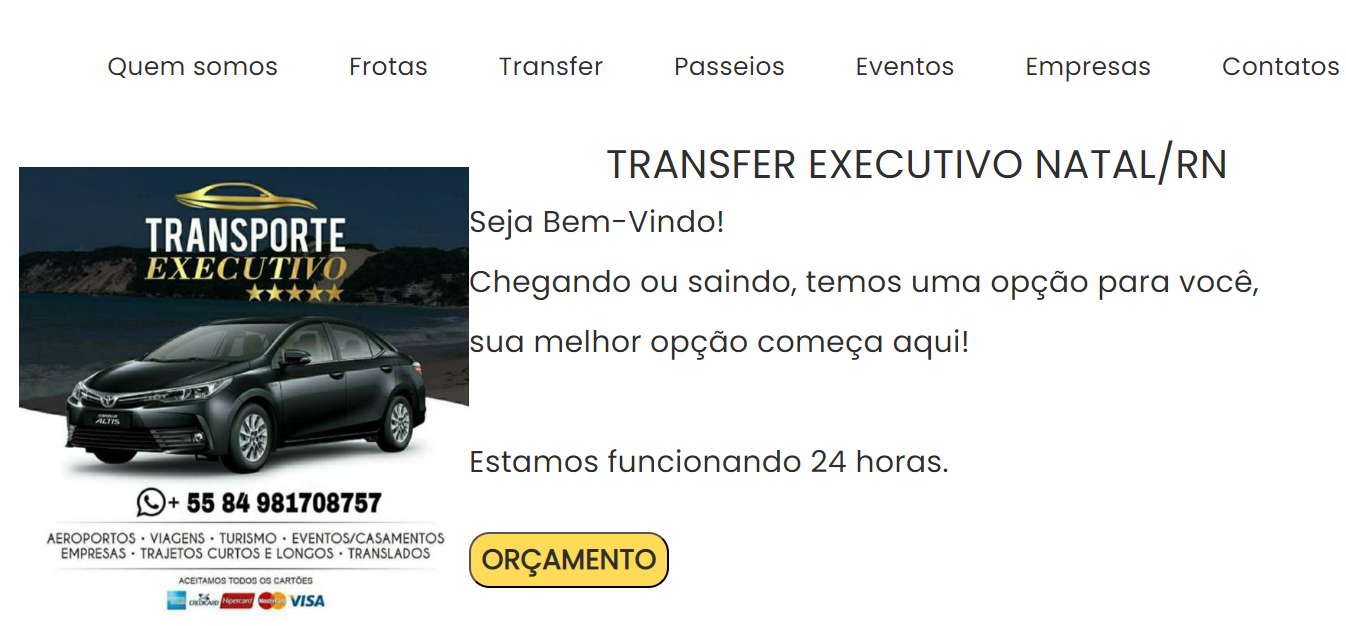 Quem somos Frotas Transfer Passeios Eventos Empresas Contatos
TRANSFER EXECUTIVO NATAL/RN
Seja Bem-Vindo!
Chegando ou saindo, temos uma opção para você,
sua melhor opção começa aqui!
Estamos funcionando 24 horas.
ORÇAMENTO
TRANSPORTE
EXECUTIVO
COROLLA
ALTIS
+ 55 84 981708757
AEROPORTOS • VIAGENS • TURISMO • EVENTOS/CASAMENTOS
EMPRESAS • TRAJETOS CURTOS E LONGOS • TRANSLADOS
ACEITAMOS TODOS OS CARTÕES
CREDICARD Hipercard MasterCard VISA